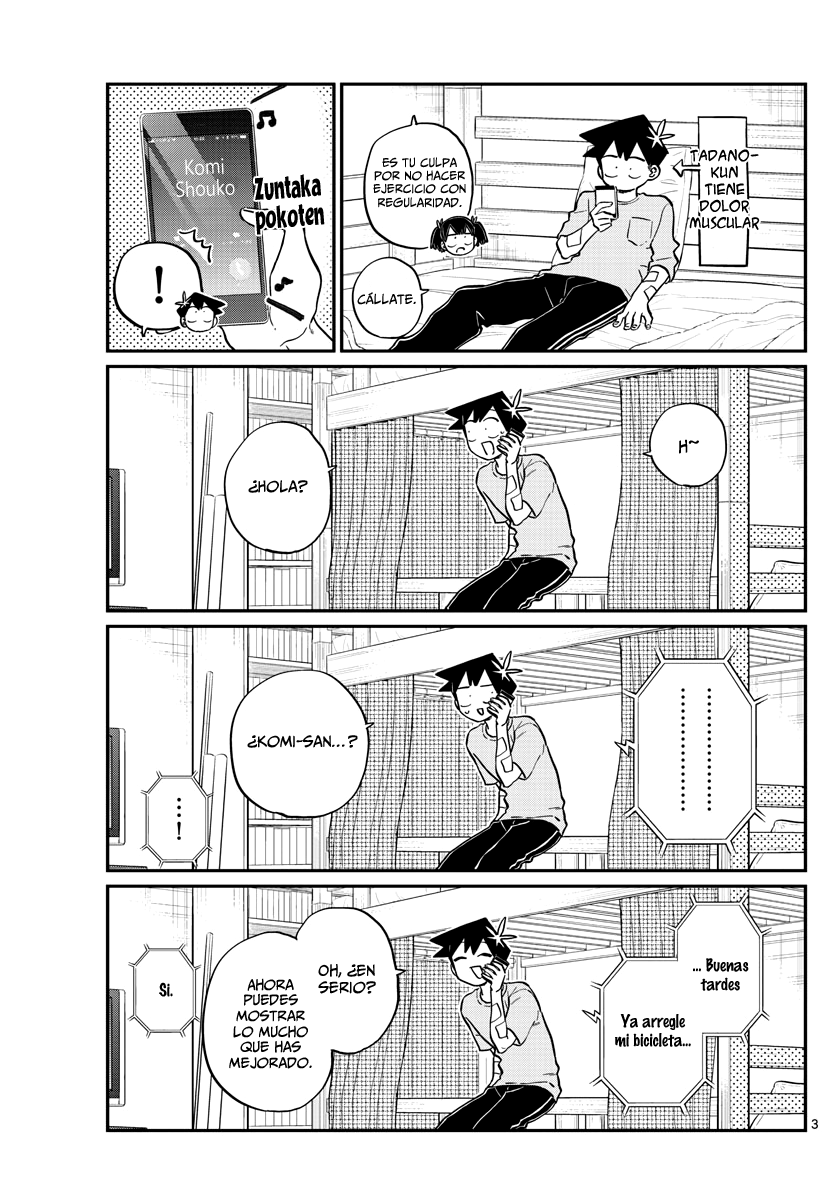 TADANO-
KUN
TIENE
DOLOR
MUSCULAR
ES TU CULPA
POR NO HACER
EJERCICIO CON
REGULARIDAD.
CÁLLATE.
Komi
Shouko
Zuntaka
pokoten
!
H~
¿HOLA?
............
¿KOMI-SAN...?
...!
... Buenas
tardes
Ya arregle
mi bicicleta...
OH, ¿EN
SERIO?
AHORA
PUEDES
MOSTRAR
LO MUCHO
QUE HAS
MEJORADO.
Si.
3